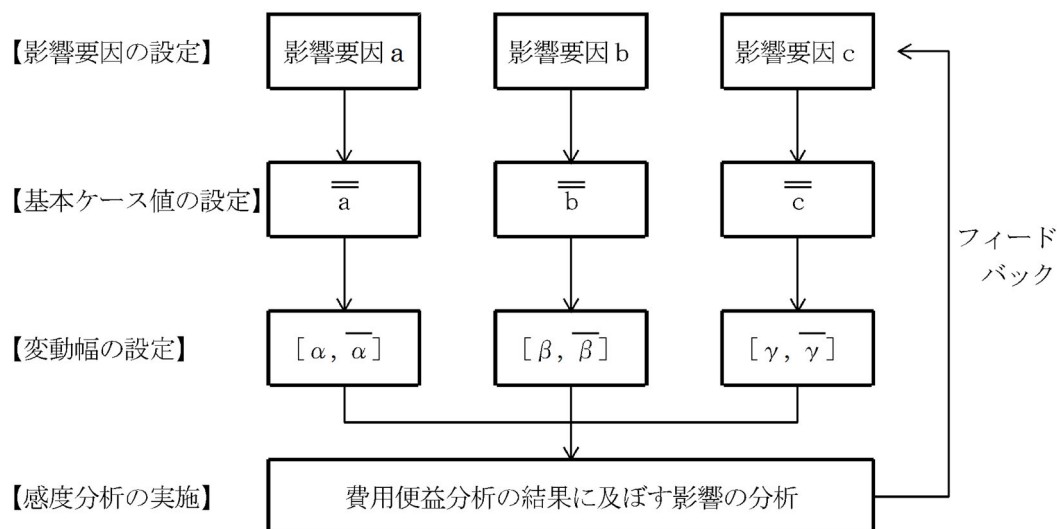 【影響要因の設定】 影響要因 a 影響要因 b 影響要因 c
【基本ケース値の設定】 a̿ b̿ c̿
フィード
バック
【変動幅の設定】 [α, α̅] [β, β̅] [γ, γ̅]
【感度分析の実施】 費用便益分析の結果に及ぼす影響の分析